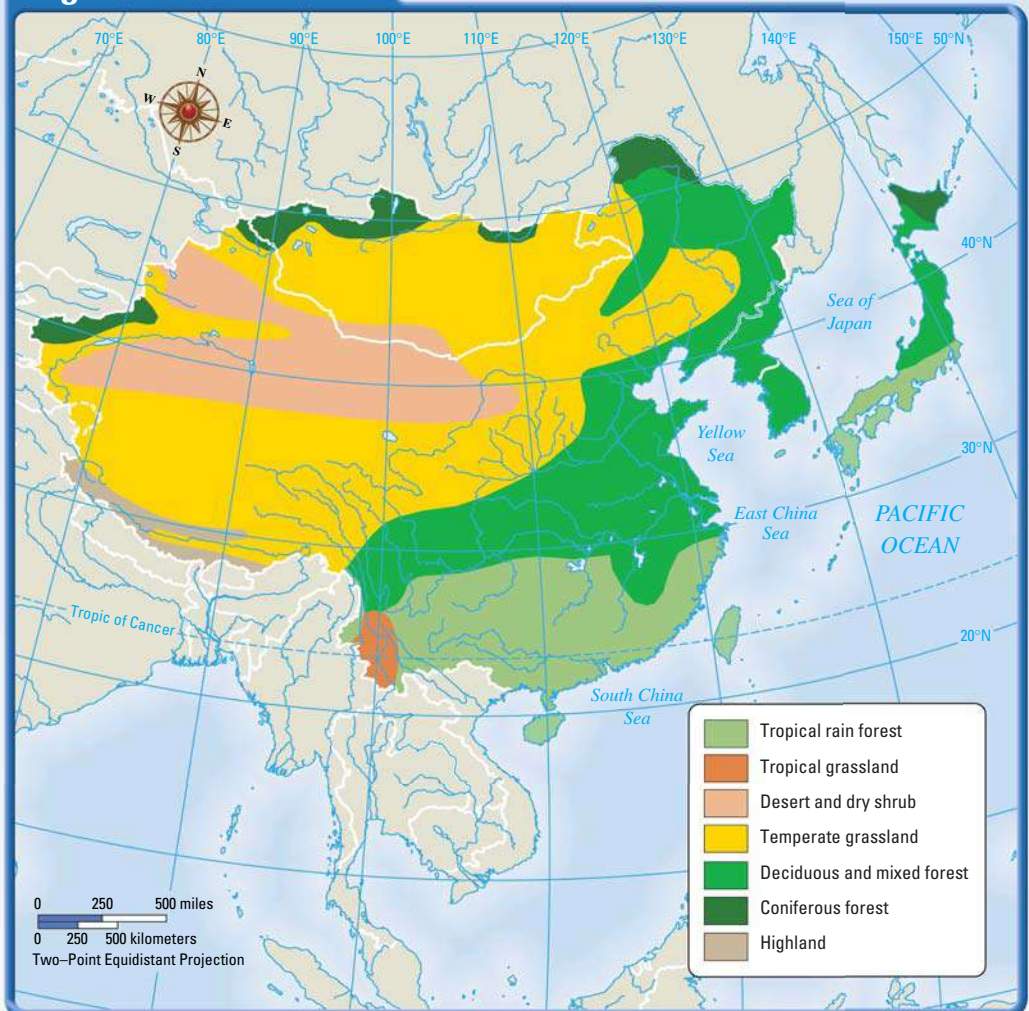 70°E 80°E 90°E 100°E 110°E 120°E 130°E 140°E 150°E 50°N
N
W
E
S
40°N
Sea of
Japan
Yellow
Sea
30°N
East China
Sea
PACIFIC
OCEAN
Tropic of Cancer
20°N
South China
Sea
Tropical rain forest
Tropical grassland
Desert and dry shrub
Temperate grassland
Deciduous and mixed forest
Coniferous forest
Highland
0 250 500 miles
0 250 500 kilometers
Two–Point Equidistant Projection